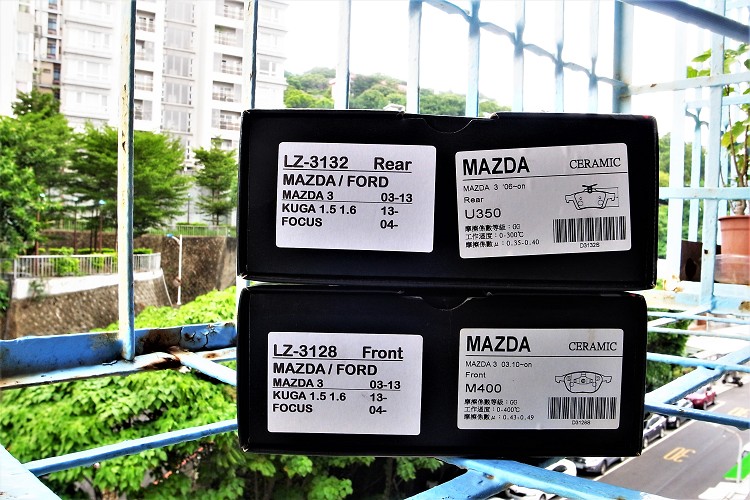 LZ-3132 Rear
MAZDA / FORD
MAZDA 3 03-13
KUGA 1.5 1.6 13-
FOCUS 04-
MAZDA CERAMIC
MAZDA 3 '06-on
Rear
U350
摩擦係數等級：GG
工作溫度：0-300℃
摩擦係數μ：0.35-0.40
D3132S
LZ-3128 Front
MAZDA / FORD
MAZDA 3 03-13
KUGA 1.5 1.6 13-
FOCUS 04-
MAZDA CERAMIC
MAZDA 3 03.10-on
Front
M400
摩擦係數等級：GG
工作溫度：0-400℃
摩擦係數μ：0.43-0.49
D3128S